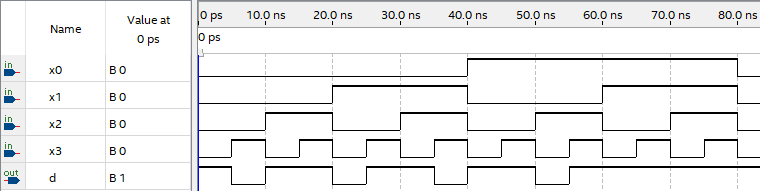 Name Value at 0 ps
0 ps 10.0 ns 20.0 ns 30.0 ns 40.0 ns 50.0 ns 60.0 ns 70.0 ns 80.0 ns
0 ps
in x0 B 0
in x1 B 0
in x2 B 0
in x3 B 0
out d B 1